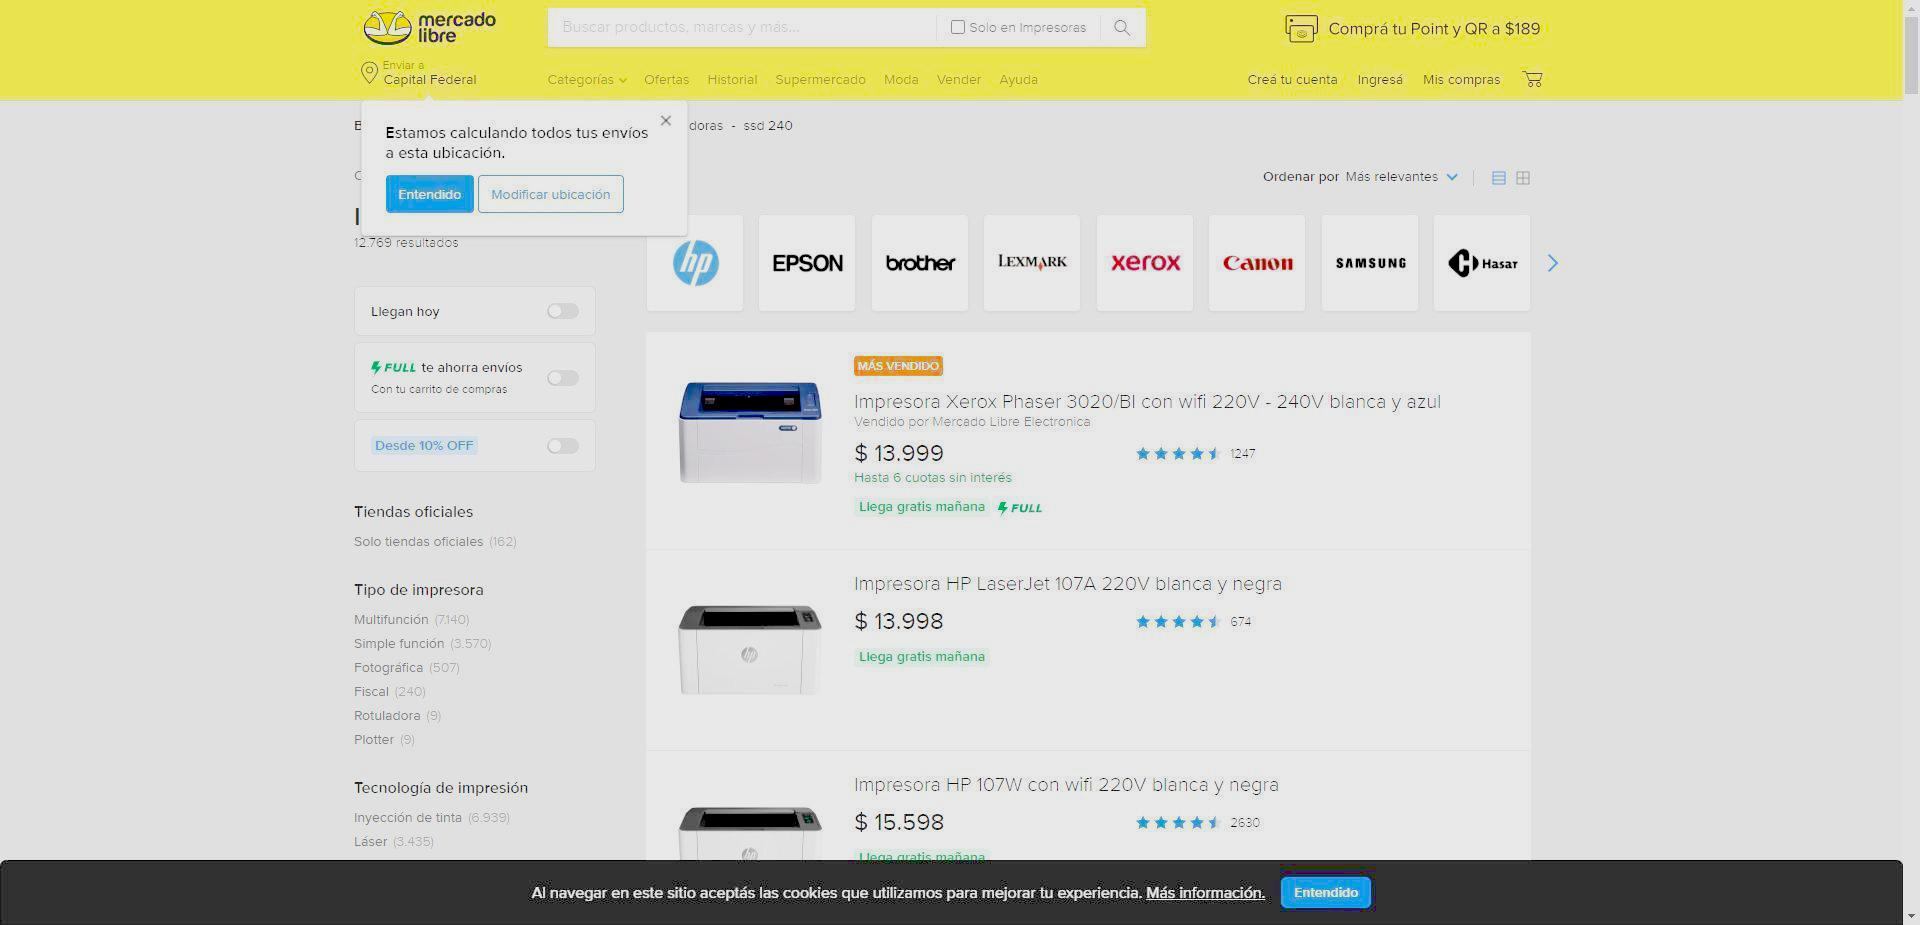 mercado
libre
Buscar productos, marcas y más...
Solo en Impresoras
Comprá tu Point y QR a $189
Enviar a
Capital Federal
Categorías
Ofertas
Historial
Supermercado
Moda
Vender
Ayuda
Creá tu cuenta
Ingresá
Mis compras
doras - ssd 240
Estamos calculando todos tus envíos
a esta ubicación.
Entendido
Modificar ubicación
12.769 resultados
Ordenar por Más relevantes
hp
EPSON
brother
LEXMARK
xerox
Canon
SAMSUNG
HASAR
Llegan hoy
FULL te ahorra envíos
Con tu carrito de compras
Desde 10% OFF
Tiendas oficiales
Solo tiendas oficiales (162)
Tipo de impresora
Multifunción (7.140)
Simple función (3.570)
Fotográfica (507)
Fiscal (240)
Rotuladora (9)
Plotter (9)
Tecnología de impresión
Inyección de tinta (6.939)
Láser (3.435)
MÁS VENDIDO
Impresora Xerox Phaser 3020/BI con wifi 220V - 240V blanca y azul
Vendido por Mercado Libre Electronica
$ 13.999
1247
Hasta 6 cuotas sin interés
Llega gratis mañana FULL
Impresora HP LaserJet 107A 220V blanca y negra
$ 13.998
674
Llega gratis mañana
Impresora HP 107W con wifi 220V blanca y negra
$ 15.598
2630
Llega gratis mañana
Al navegar en este sitio aceptás las cookies que utilizamos para mejorar tu experiencia. Más información.
Entendido